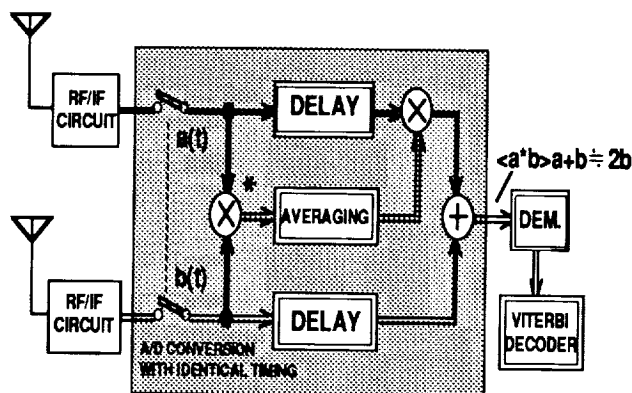 RF/IF
CIRCUIT
a(t)
DELAY
X
<a*b>a+b≒2b
*
X
AVERAGING
+
DEM.
RF/IF
CIRCUIT
b(t)
DELAY
VITERBI
DECODER
A/D CONVERSION
WITH IDENTICAL TIMING